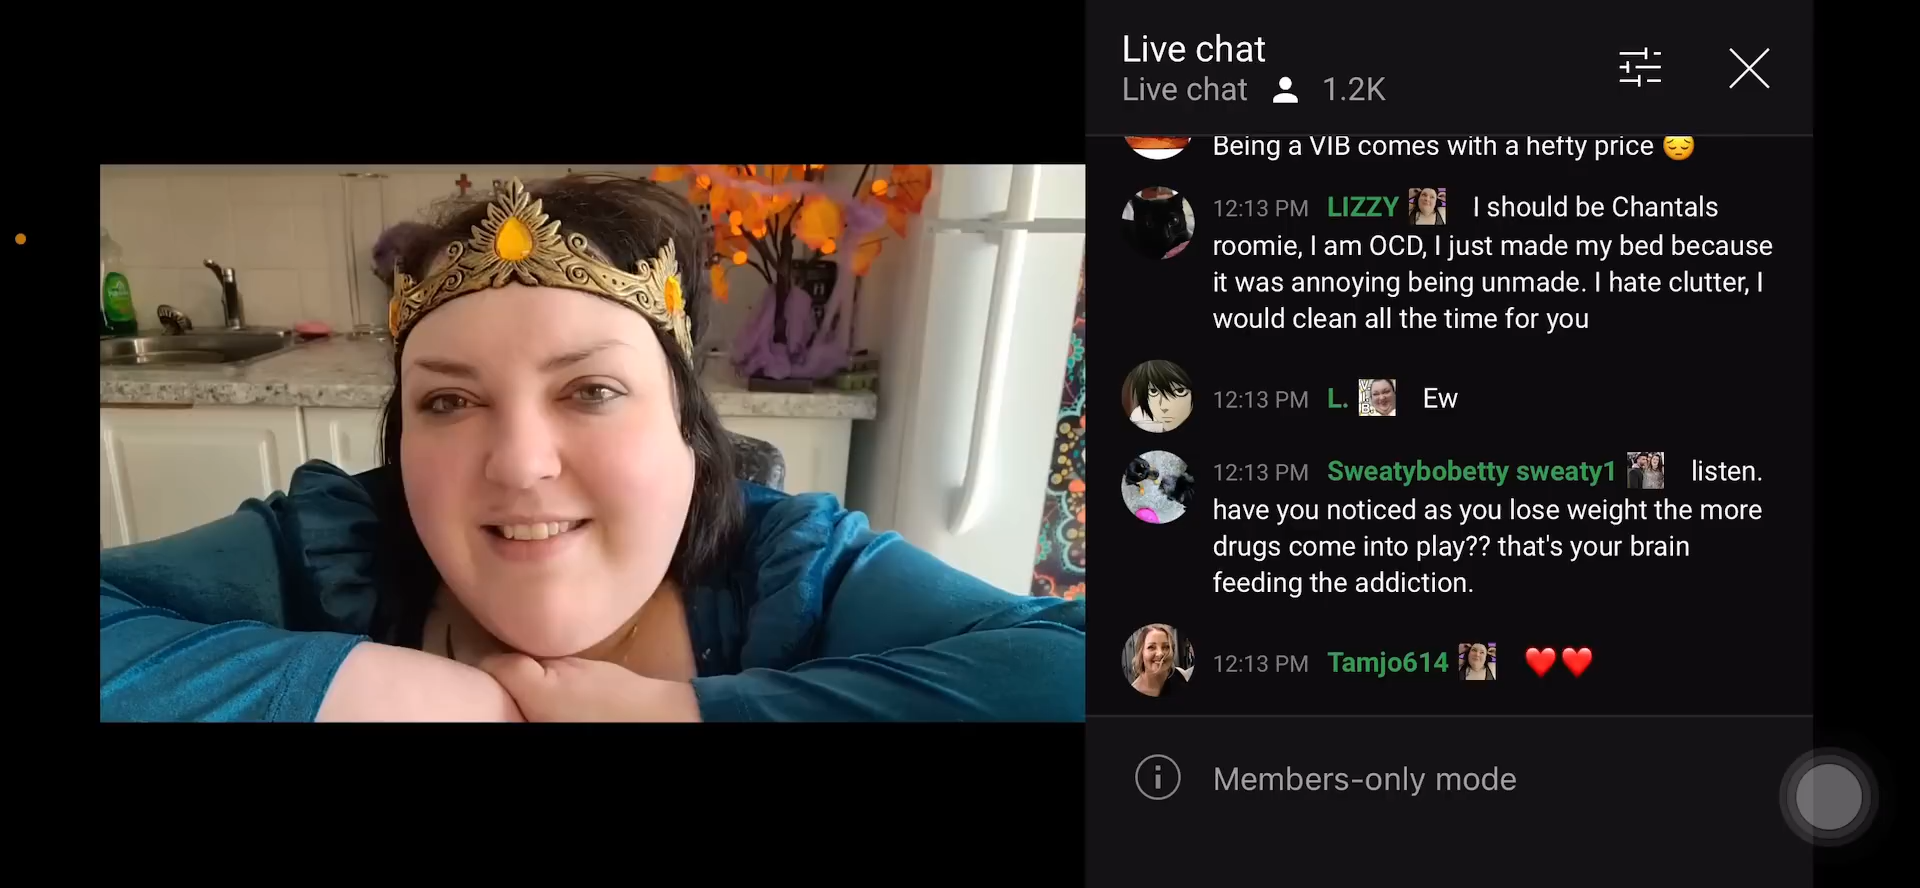 Live chat
Live chat 1.2K
Being a VIB comes with a hefty price 😔
12:13 PM LIZZY I should be Chantals
roomie, I am OCD, I just made my bed because
it was annoying being unmade. I hate clutter, I
would clean all the time for you
12:13 PM L. Ew
12:13 PM Sweatybobetty sweaty1 listen.
have you noticed as you lose weight the more
drugs come into play?? that's your brain
feeding the addiction.
12:13 PM Tamjo614 ❤️❤️
Members-only mode